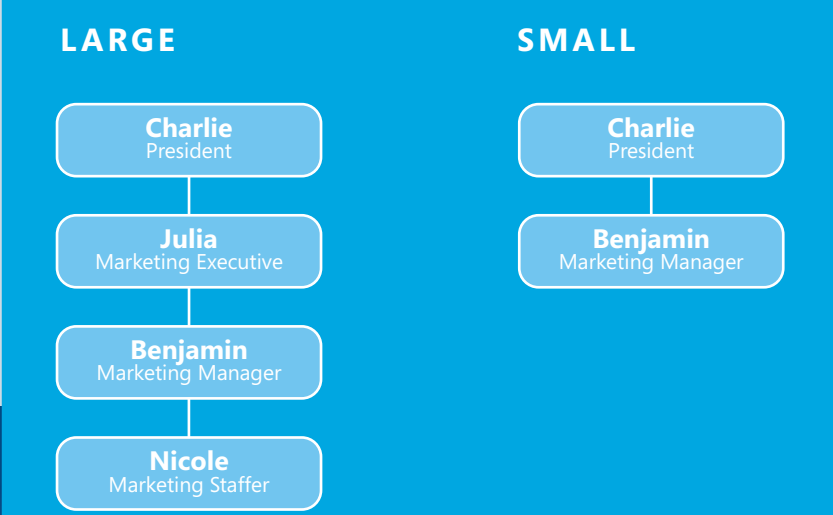 LARGE
Charlie
President
Julia
Marketing Executive
Benjamin
Marketing Manager
Nicole
Marketing Staffer
SMALL
Charlie
President
Benjamin
Marketing Manager